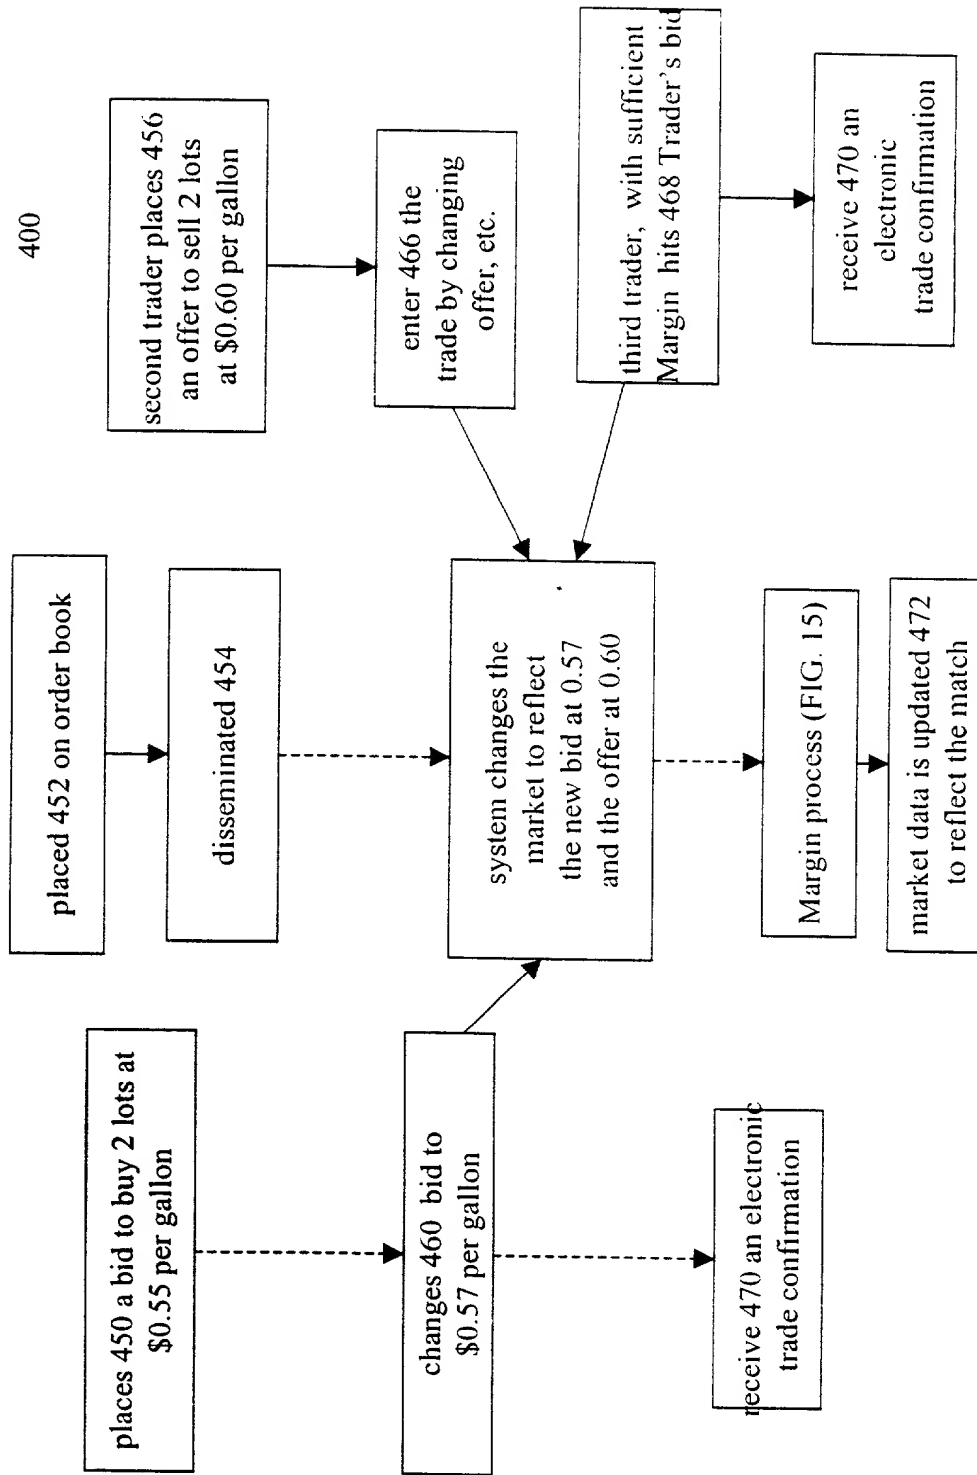 400
places 450 a bid to buy 2 lots at
$0.55 per gallon
changes 460 bid to
$0.57 per gallon
receive 470 an electronic
trade confirmation
placed 452 on order book
disseminated 454
system changes the
market to reflect
the new bid at 0.57
and the offer at 0.60
Margin process (FIG. 15)
market data is updated 472
to reflect the match
second trader places 456
an offer to sell 2 lots
at $0.60 per gallon
enter 466 the
trade by changing
offer, etc.
third trader, with sufficient
Margin hits 468 Trader's bid
receive 470 an
electronic
trade confirmation